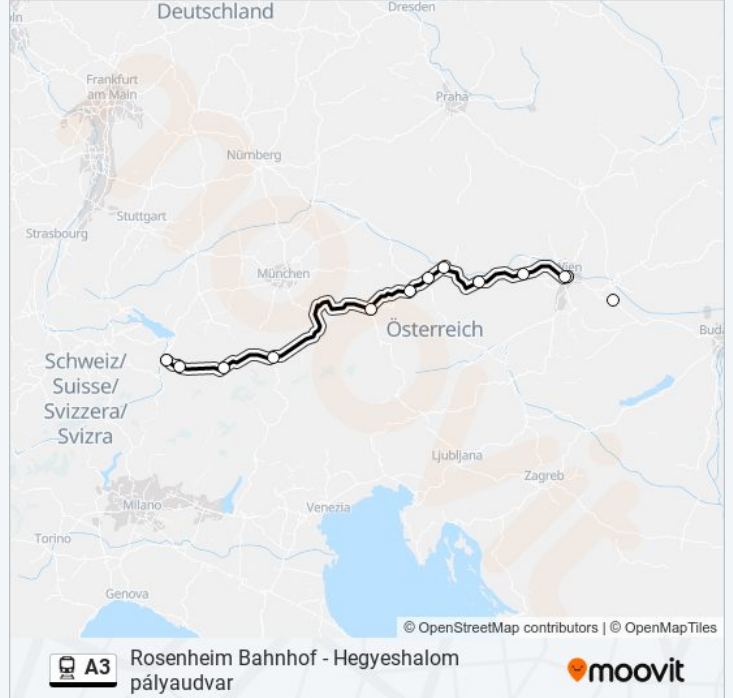 Deutschland
Dresden
Frankfurt
am Main
Praha
Nürnberg
Stuttgart
Strasbourg
München
Wien
Österreich
Schweiz/
Suisse/
Svizzera/
Svizra
Ljubljana
Zagreb
Milano
Venezia
Torino
Genova
moovit
© OpenStreetMap contributors | © OpenMapTiles
A3
Rosenheim Bahnhof - Hegyeshalom
pályaudvar
moovit